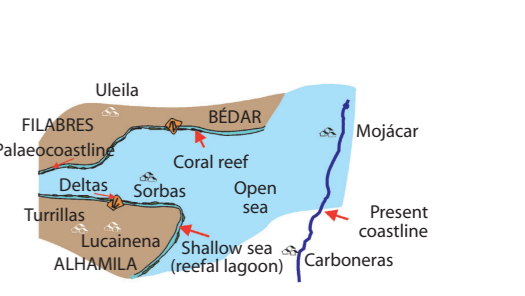 Uleila
BÉDAR
FILABRES
Mojácar
Palaeocoastline
Coral reef
Deltas
Sorbas
Open
sea
Turrillas
Present
coastline
Lucainena
Shallow sea
(reefal lagoon)
ALHAMILA
Carboneras